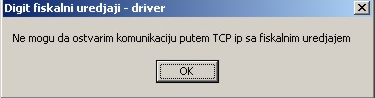 Digit fiskalni uredjaji - driver
Ne mogu da ostvarim komunikaciju putem TCP ip sa fiskalnim uredjajem
OK